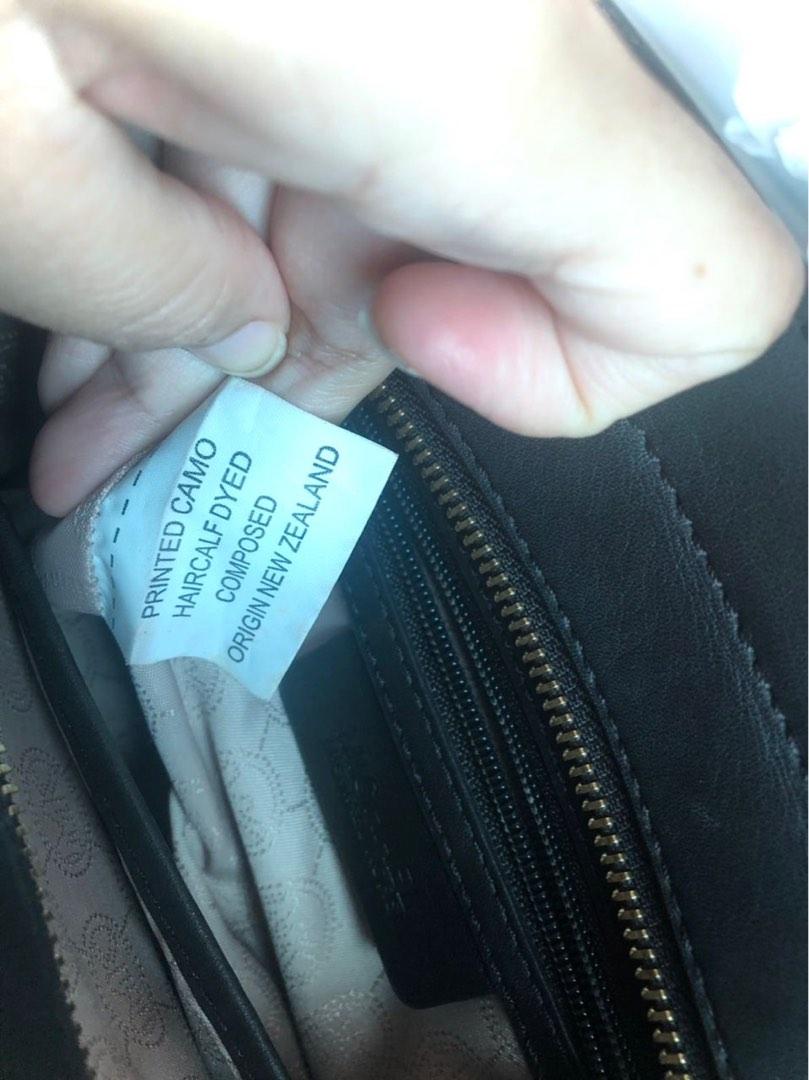 PRINTED CAMO
HAIRCALF DYED
COMPOSED
ORIGIN NEW ZEALAND